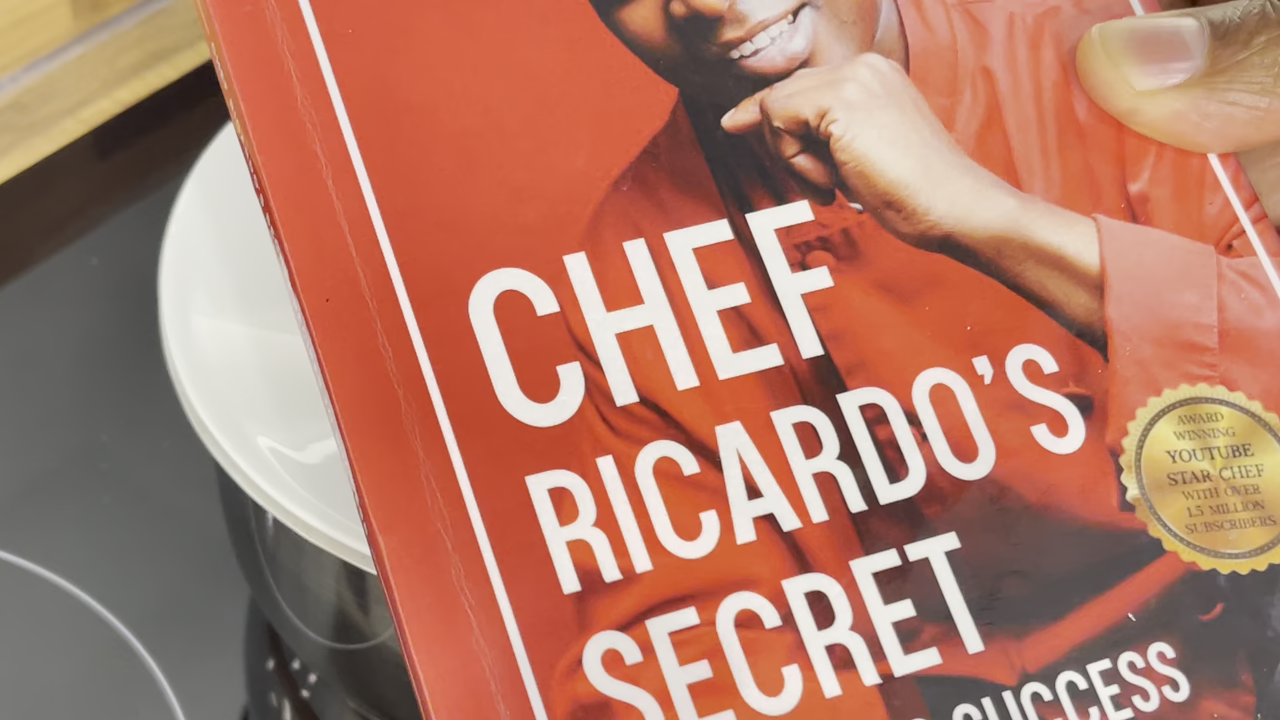 CHEF
RICARDO'S
SECRET
SUCCESS
AWARD
WINNING
YOUTUBE
STAR CHEF
WITH OVER
1.5 MILLION
SUBSCRIBERS